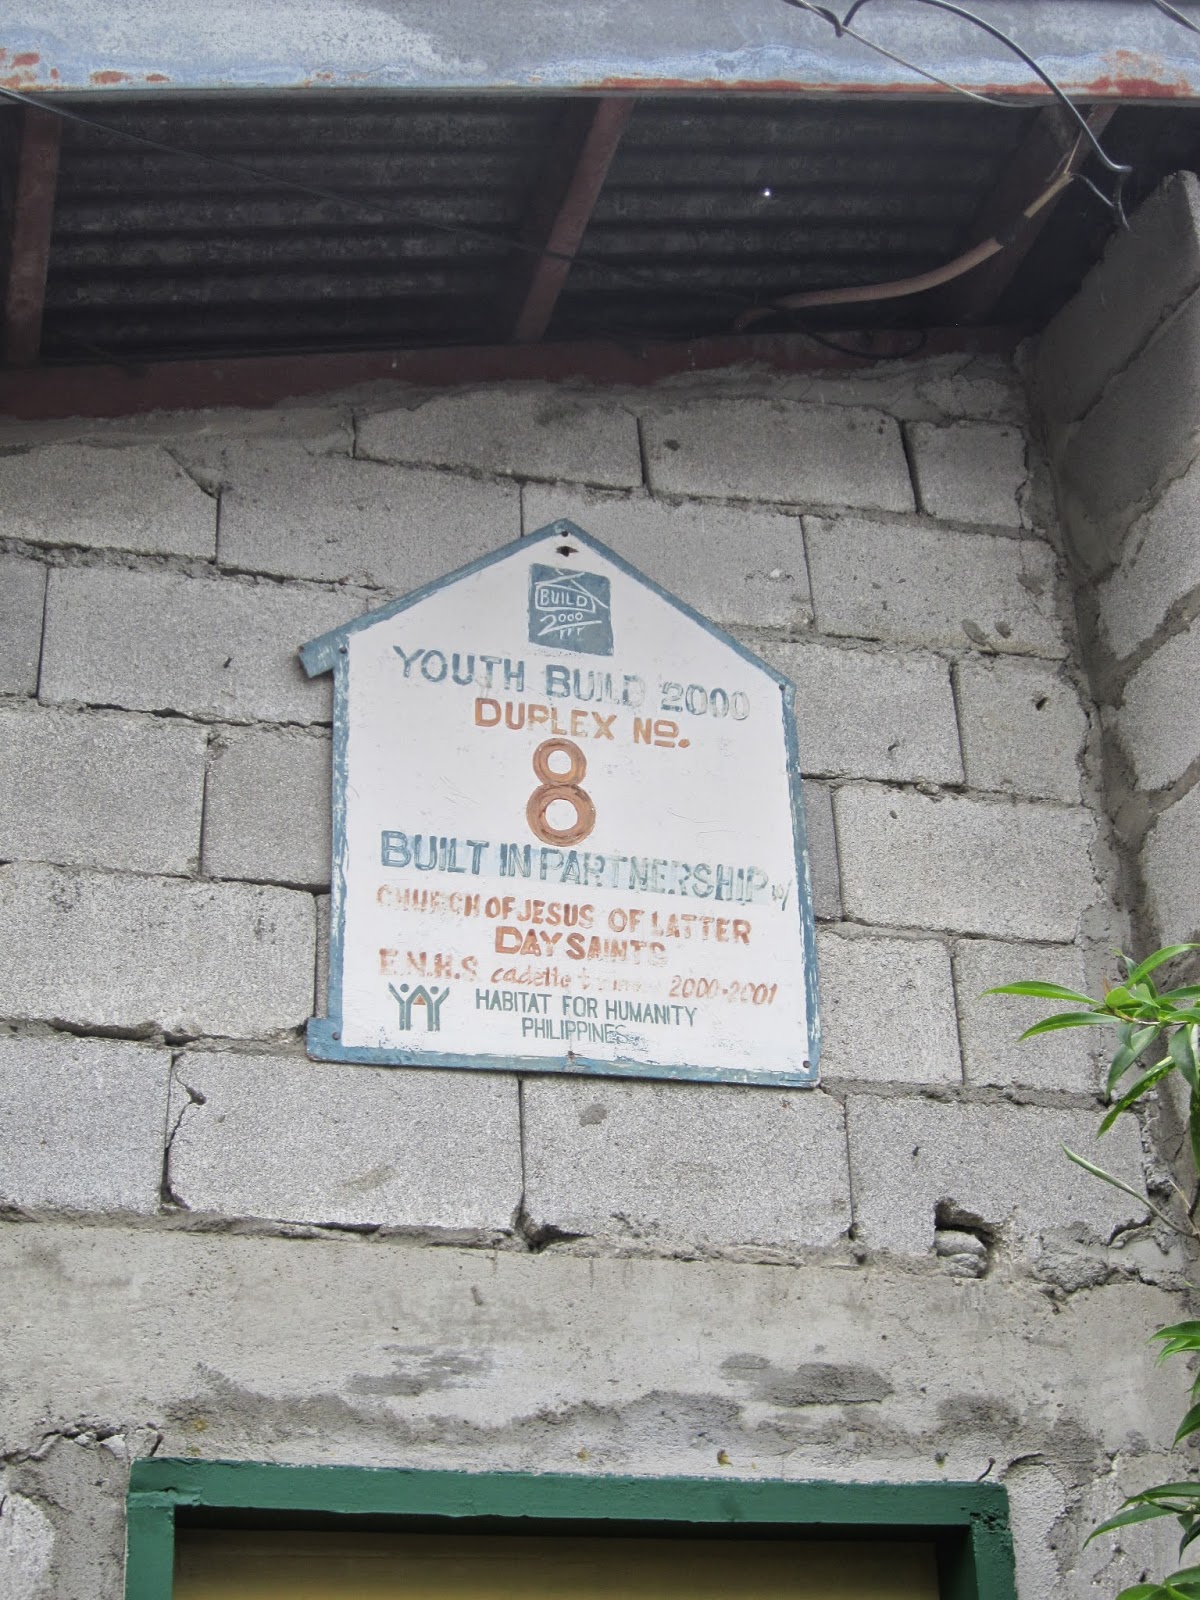 BUILD
2000
YOUTH BUILD 2000
DUPLEX NO.
8
BUILT IN PARTNERSHIP w/
CHURCH OF JESUS OF LATTER
DAY SAINTS
E.N.H.S. cadette 2000-2001
HABITAT FOR HUMANITY
PHILIPPINES